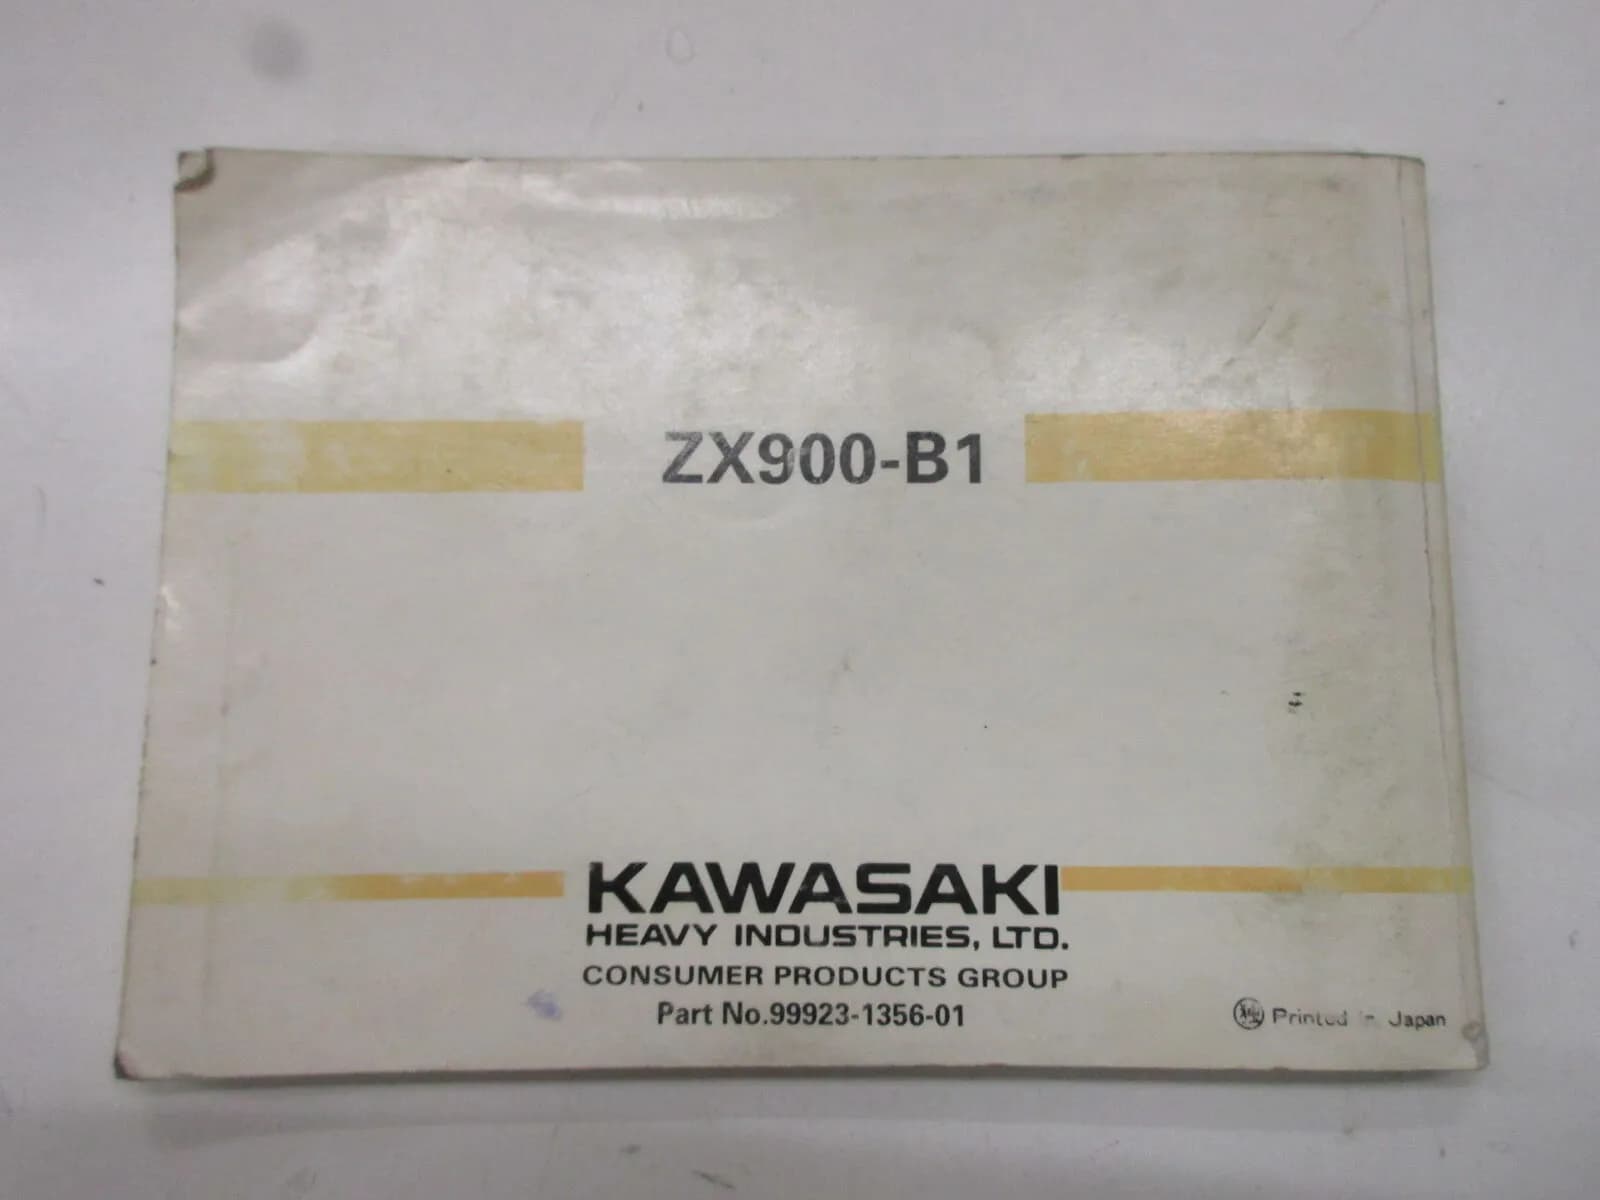 ZX900-B1
KAWASAKI
HEAVY INDUSTRIES, LTD.
CONSUMER PRODUCTS GROUP
Part No.99923-1356-01
Printed in Japan